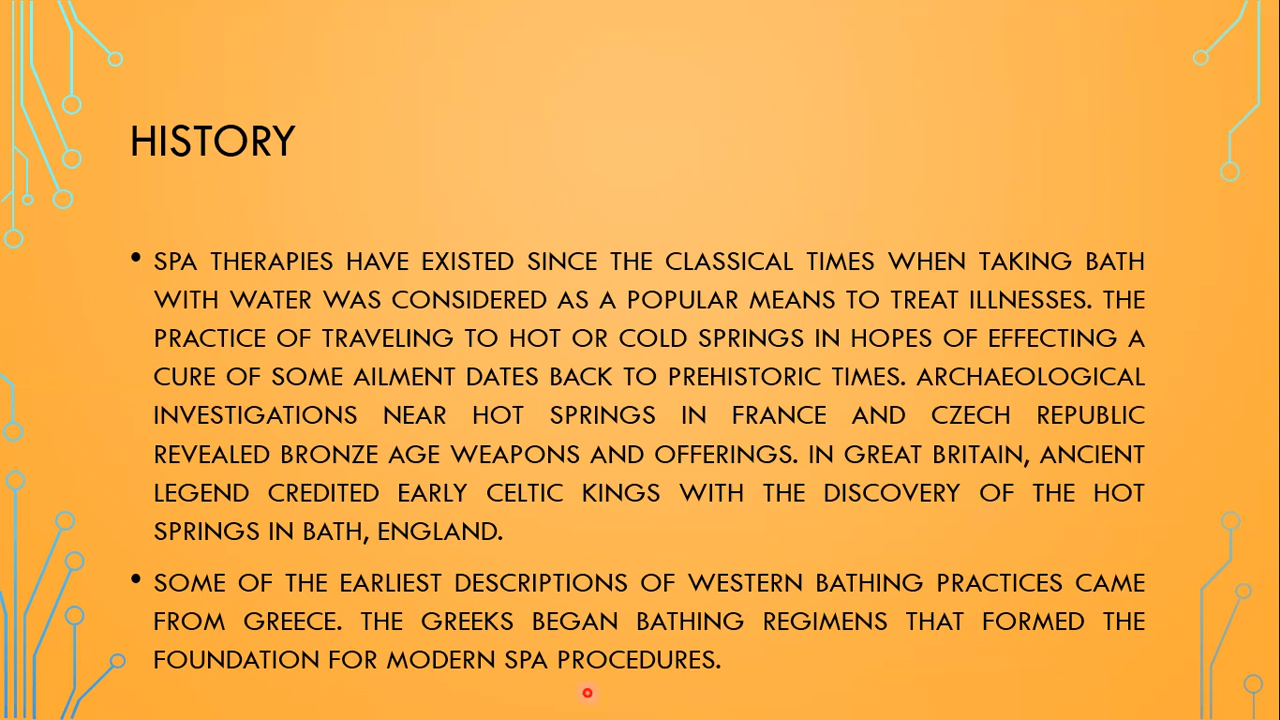 HISTORY
• SPA THERAPIES HAVE EXISTED SINCE THE CLASSICAL TIMES WHEN TAKING BATH
WITH WATER WAS CONSIDERED AS A POPULAR MEANS TO TREAT ILLNESSES. THE
PRACTICE OF TRAVELING TO HOT OR COLD SPRINGS IN HOPES OF EFFECTING A
CURE OF SOME AILMENT DATES BACK TO PREHISTORIC TIMES. ARCHAEOLOGICAL
INVESTIGATIONS NEAR HOT SPRINGS IN FRANCE AND CZECH REPUBLIC
REVEALED BRONZE AGE WEAPONS AND OFFERINGS. IN GREAT BRITAIN, ANCIENT
LEGEND CREDITED EARLY CELTIC KINGS WITH THE DISCOVERY OF THE HOT
SPRINGS IN BATH, ENGLAND.
• SOME OF THE EARLIEST DESCRIPTIONS OF WESTERN BATHING PRACTICES CAME
FROM GREECE. THE GREEKS BEGAN BATHING REGIMENS THAT FORMED THE
FOUNDATION FOR MODERN SPA PROCEDURES.